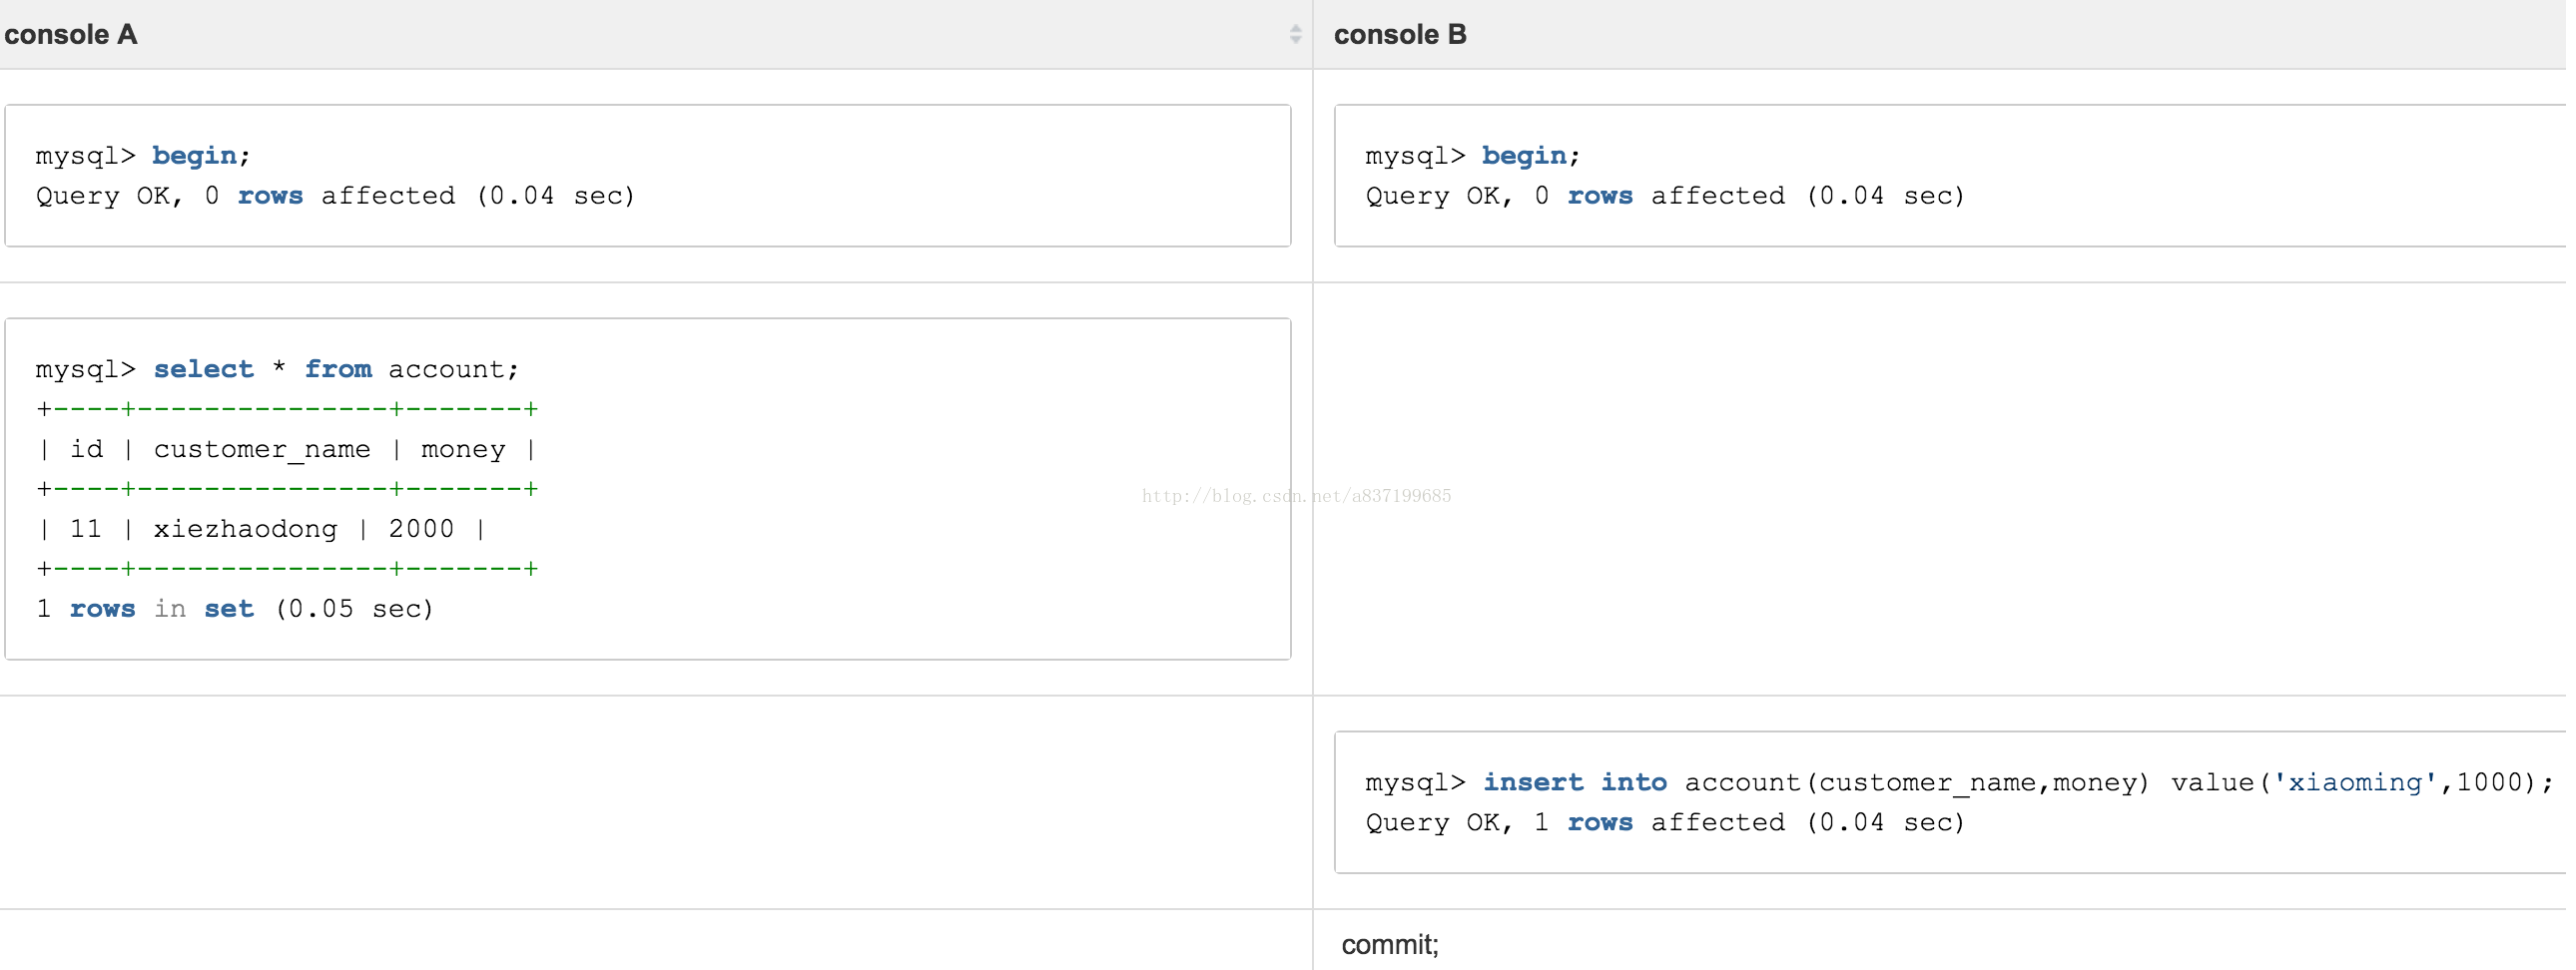 console A
console B
mysql> begin;
Query OK, 0 rows affected (0.04 sec)
mysql> begin;
Query OK, 0 rows affected (0.04 sec)
mysql> select * from account;
+----+---------------+-------+
| id | customer_name | money |
+----+---------------+-------+
| 11 | xiezhaodong | 2000 |
+----+---------------+-------+
1 rows in set (0.05 sec)
http://blog.csdn.net/a837199685
mysql> insert into account(customer_name,money) value('xiaoming',1000);
Query OK, 1 rows affected (0.04 sec)
commit;